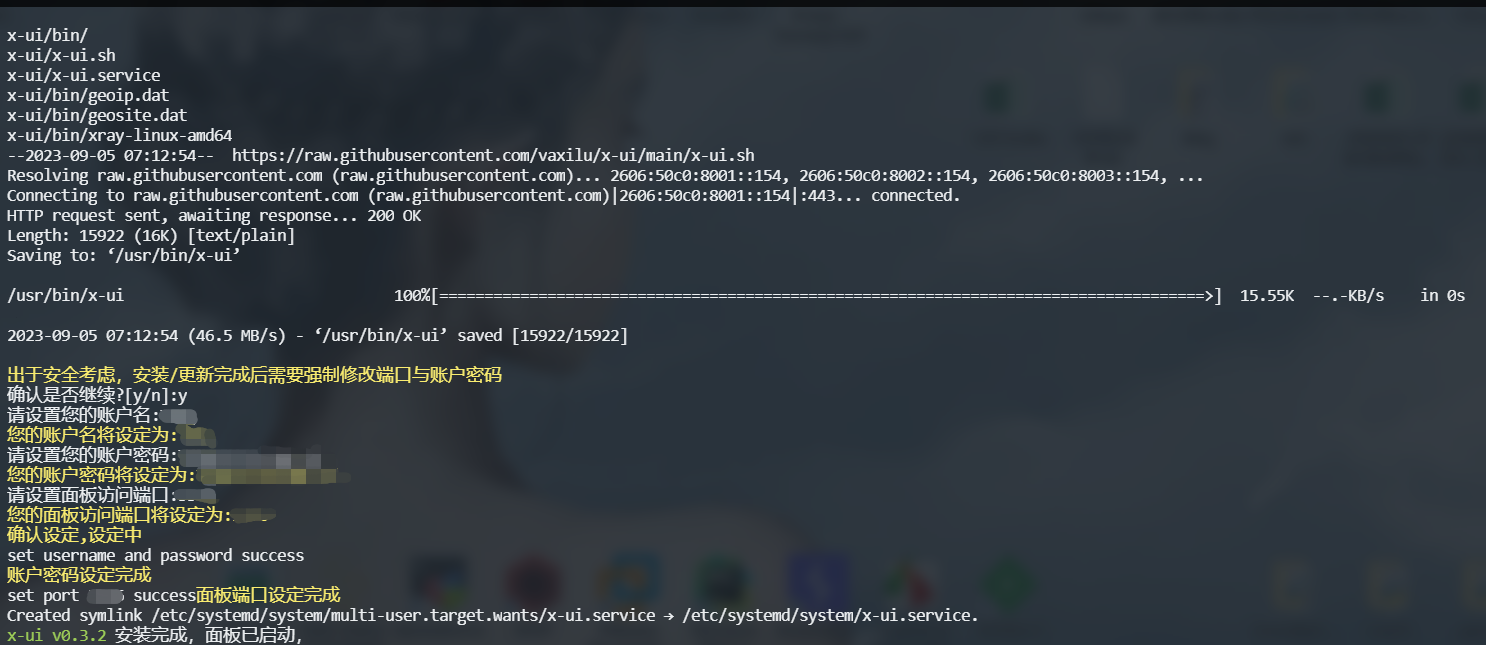 x-ui/bin/
x-ui/x-ui.sh
x-ui/x-ui.service
x-ui/bin/geoip.dat
x-ui/bin/geosite.dat
x-ui/bin/xray-linux-amd64
--2023-09-05 07:12:54--  https://raw.githubusercontent.com/vaxilu/x-ui/main/x-ui.sh
Resolving raw.githubusercontent.com (raw.githubusercontent.com)... 2606:50c0:8001::154, 2606:50c0:8002::154, 2606:50c0:8003::154, ...
Connecting to raw.githubusercontent.com (raw.githubusercontent.com)|2606:50c0:8001::154|:443... connected.
HTTP request sent, awaiting response... 200 OK
Length: 15922 (16K) [text/plain]
Saving to: ‘/usr/bin/x-ui’
/usr/bin/x-ui 100%[=====================================================================================>] 15.55K --.-KB/s in 0s
2023-09-05 07:12:54 (46.5 MB/s) - ‘/usr/bin/x-ui’ saved [15922/15922]
出于安全考虑，安装/更新完成后需要强制修改端口与账户密码
确认是否继续?[y/n]:y
请设置您的账户名:
您的账户名将设定为:
请设置您的账户密码:
您的账户密码将设定为:
请设置面板访问端口:
您的面板访问端口将设定为:
确认设定,设定中
set username and password success
账户密码设定完成
set port success面板端口设定完成
Created symlink /etc/systemd/system/multi-user.target.wants/x-ui.service → /etc/systemd/system/x-ui.service.
x-ui v0.3.2 安装完成，面板已启动，